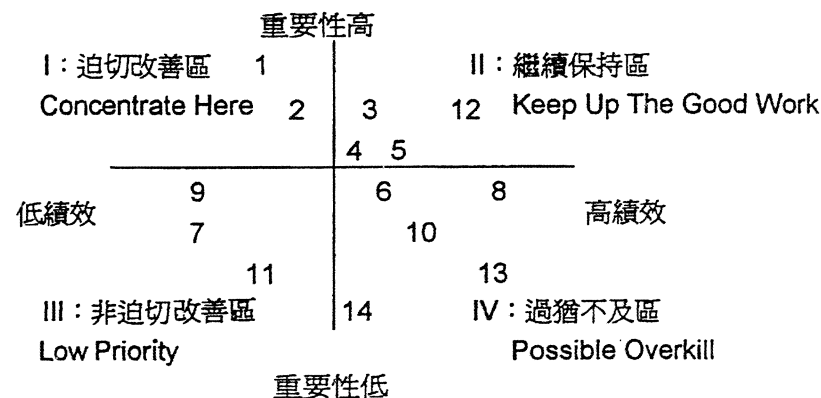 重要性高
I：迫切改善區 1 II：繼續保持區
Concentrate Here 2 3 12 Keep Up The Good Work
4 5
9 6 8
低績效 高績效
7 10
11 13
III：非迫切改善區 14 IV：過猶不及區
Low Priority Possible Overkill
重要性低